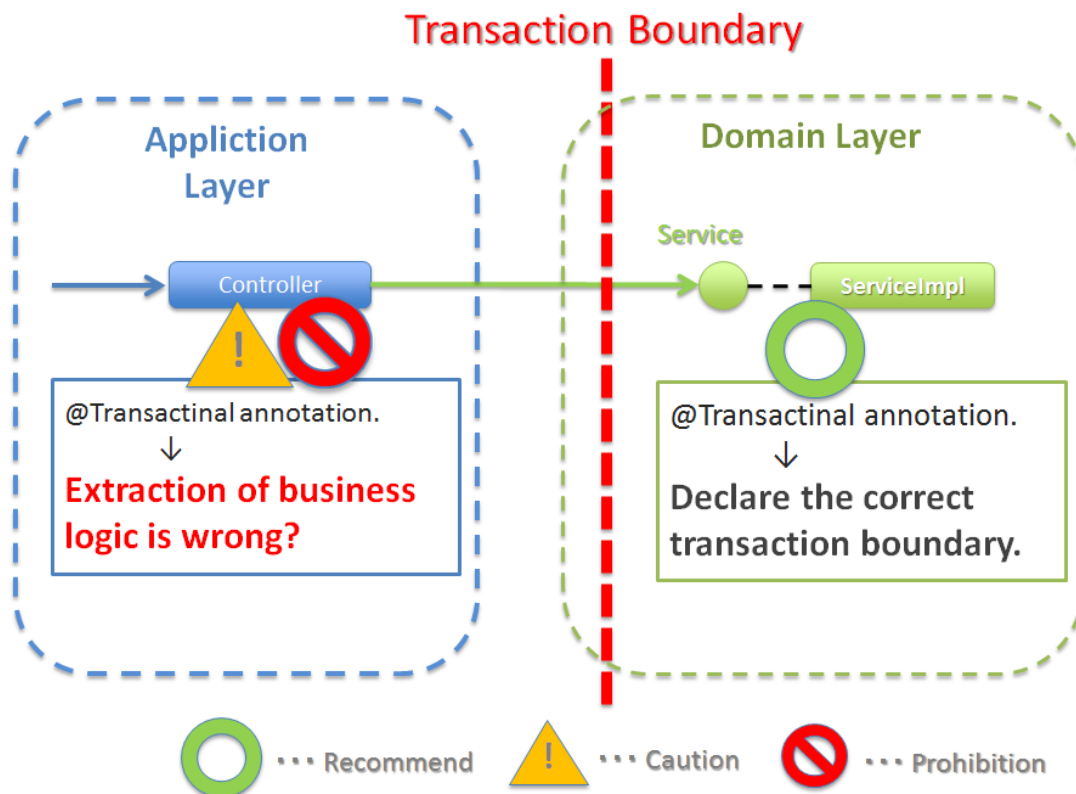 Transaction Boundary
Appliction
Layer
Domain Layer
Service
Controller
ServiceImpl
!
@Transactinal annotation.
↓
Extraction of business
logic is wrong?
@Transactinal annotation.
↓
Declare the correct
transaction boundary.
··· Recommend
! ··· Caution
··· Prohibition